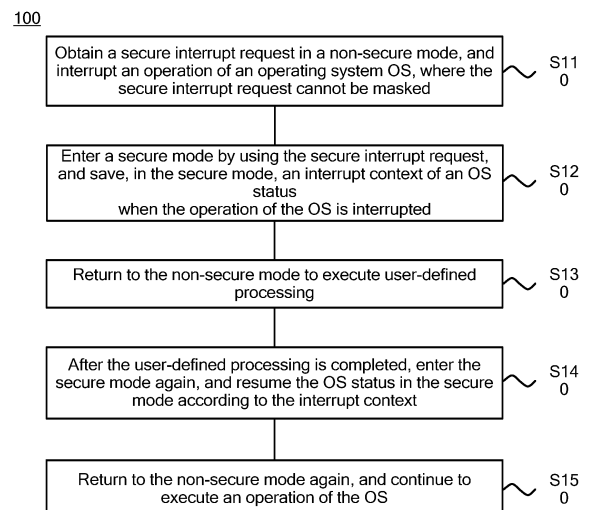 100
Obtain a secure interrupt request in a non-secure mode, and
interrupt an operation of an operating system OS, where the
secure interrupt request cannot be masked
S11
0
Enter a secure mode by using the secure interrupt request,
and save, in the secure mode, an interrupt context of an OS
status
when the operation of the OS is interrupted
S12
0
Return to the non-secure mode to execute user-defined
processing
S13
0
After the user-defined processing is completed, enter the
secure mode again, and resume the OS status in the secure
mode according to the interrupt context
S14
0
Return to the non-secure mode again, and continue to
execute an operation of the OS
S15
0